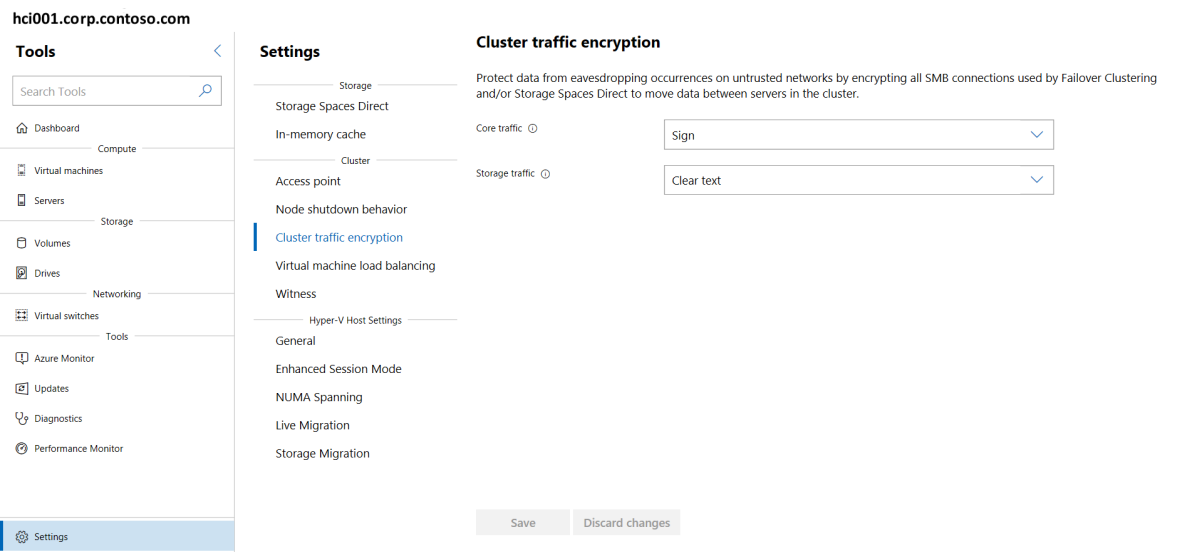 hci001.corp.contoso.com
Tools
Search Tools
Dashboard
Compute
Virtual machines
Servers
Storage
Volumes
Drives
Networking
Virtual switches
Tools
Azure Monitor
Updates
Diagnostics
Performance Monitor
Settings
Settings
Storage
Storage Spaces Direct
In-memory cache
Cluster
Access point
Node shutdown behavior
Cluster traffic encryption
Virtual machine load balancing
Witness
Hyper-V Host Settings
General
Enhanced Session Mode
NUMA Spanning
Live Migration
Storage Migration
Cluster traffic encryption
Protect data from eavesdropping occurrences on untrusted networks by encrypting all SMB connections used by Failover Clustering
and/or Storage Spaces Direct to move data between servers in the cluster.
Core traffic
Sign
Storage traffic
Clear text
Save
Discard changes